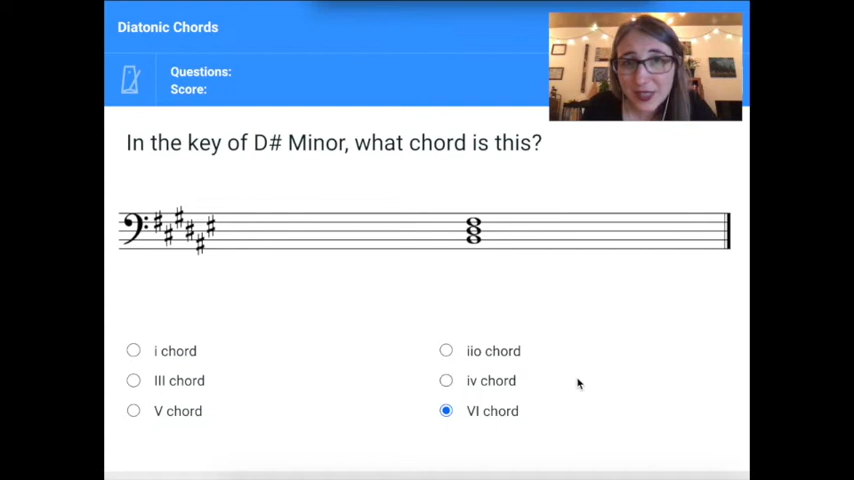 Diatonic Chords
Questions:
Score:
In the key of D# Minor, what chord is this?
i chord
iio chord
III chord
iv chord
V chord
VI chord